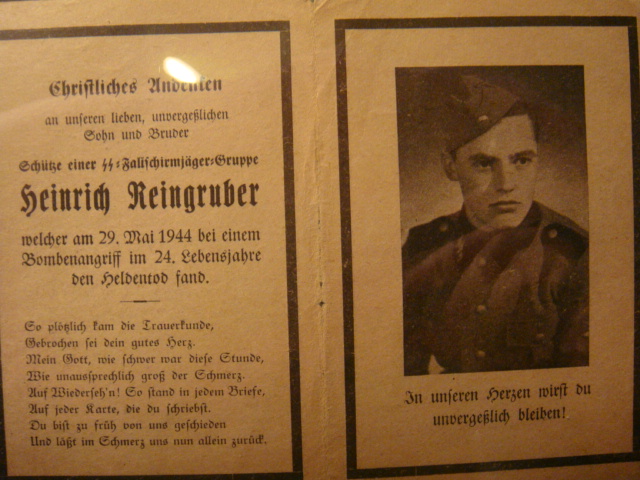 Christliches Andenken
an unseren lieben, unvergeßlichen
Sohn und Bruder
Schütze einer ᛋᛋ=Fallschirmjäger=Gruppe
Heinrich Reingruber
welcher am 29. Mai 1944 bei einem
Bombenangriff im 24. Lebensjahre
den Heldentod fand.
So plötzlich kam die Trauerkunde,
Gebrochen sei dein gutes Herz.
Mein Gott, wie schwer war diese Stunde,
Wie unaussprechlich groß der Schmerz.
Auf Wiederseh'n! So stand in jedem Briefe,
Auf jeder Karte, die du schriebst.
Du bist zu früh von uns geschieden
Und läßt im Schmerz uns nun allein zurück.
In unseren Herzen wirst du
unvergeßlich bleiben!